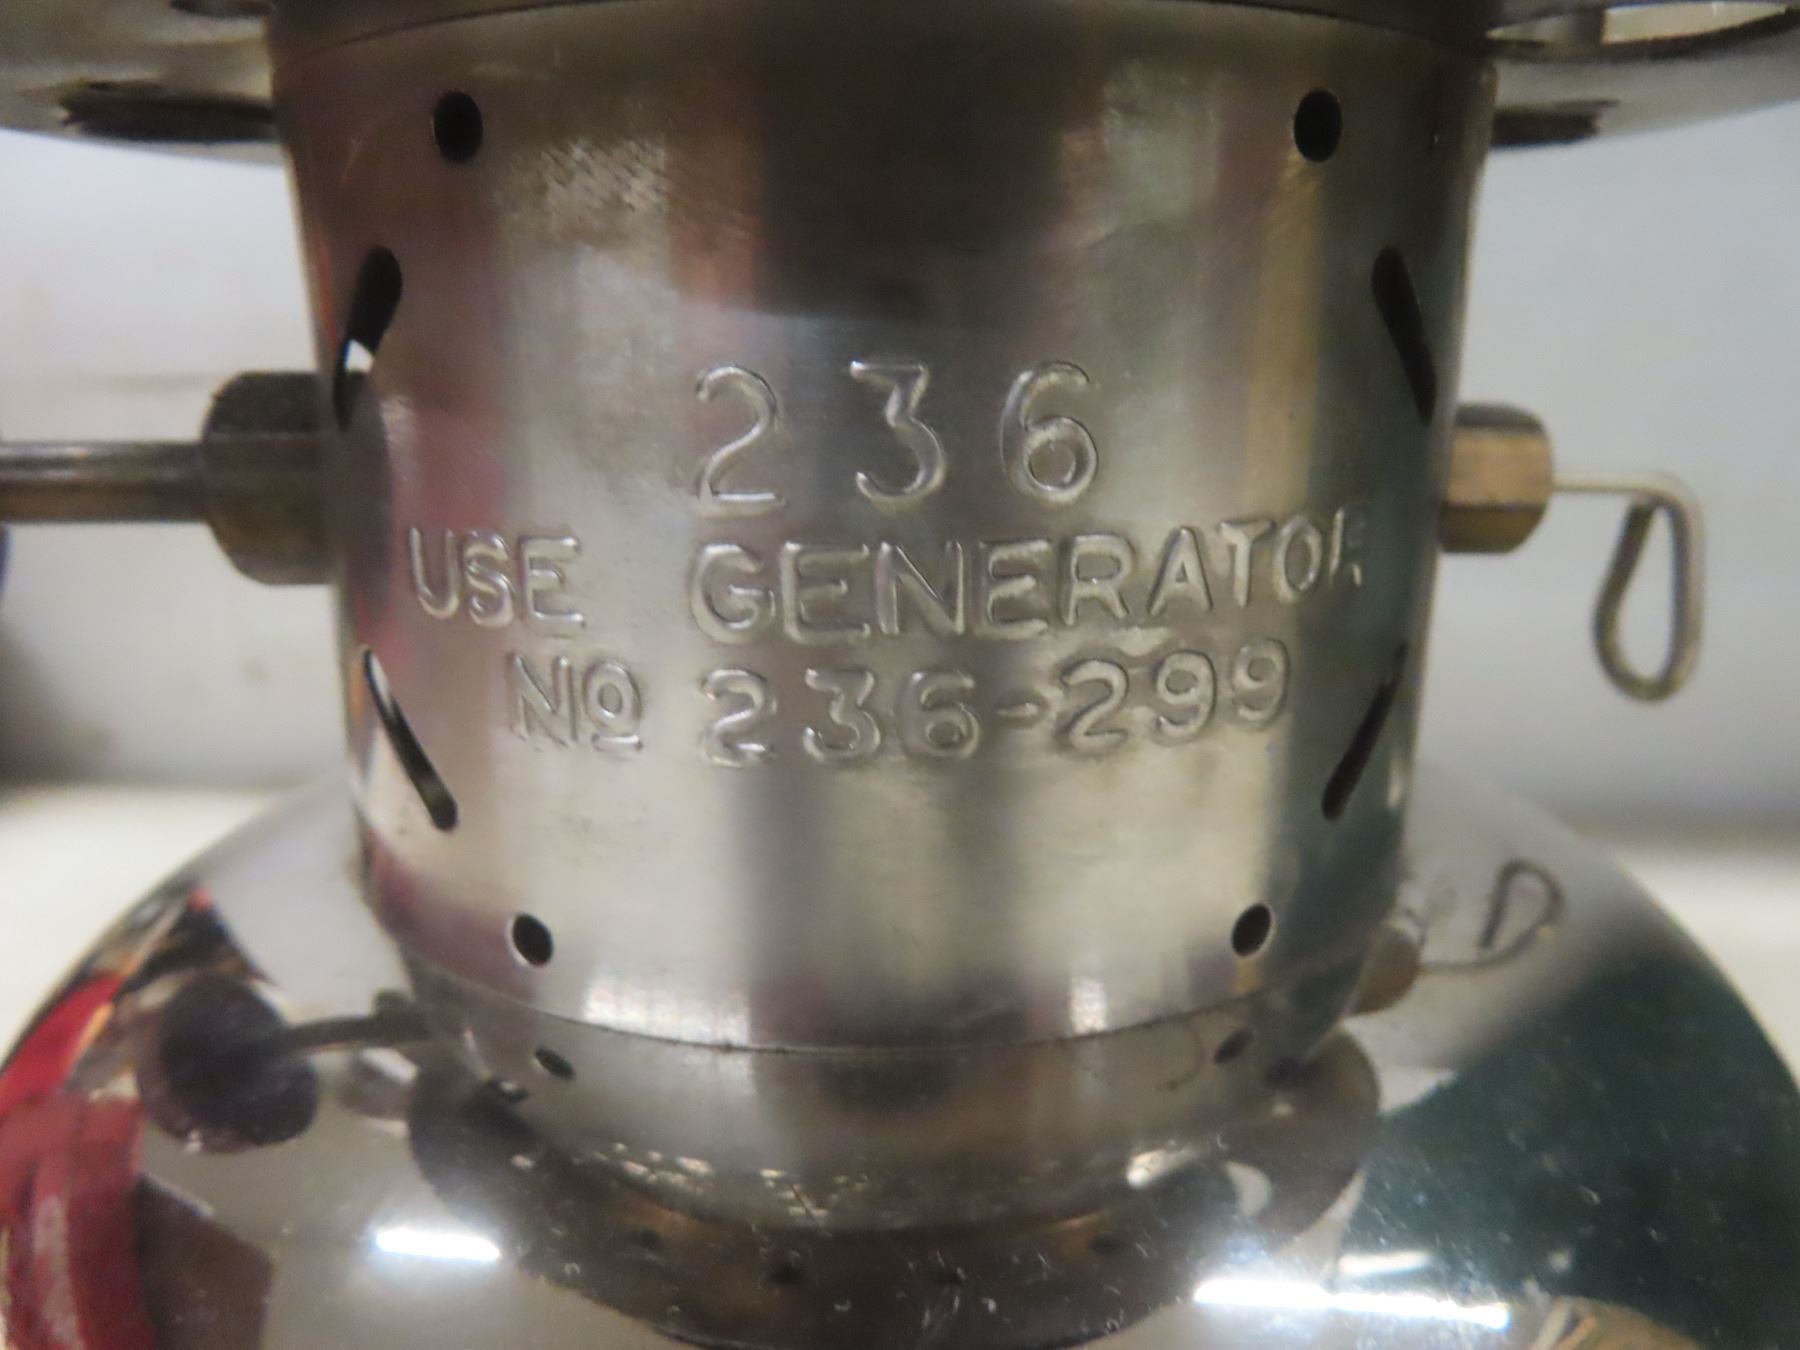 236
USE GENERATOR
Nº 236-299